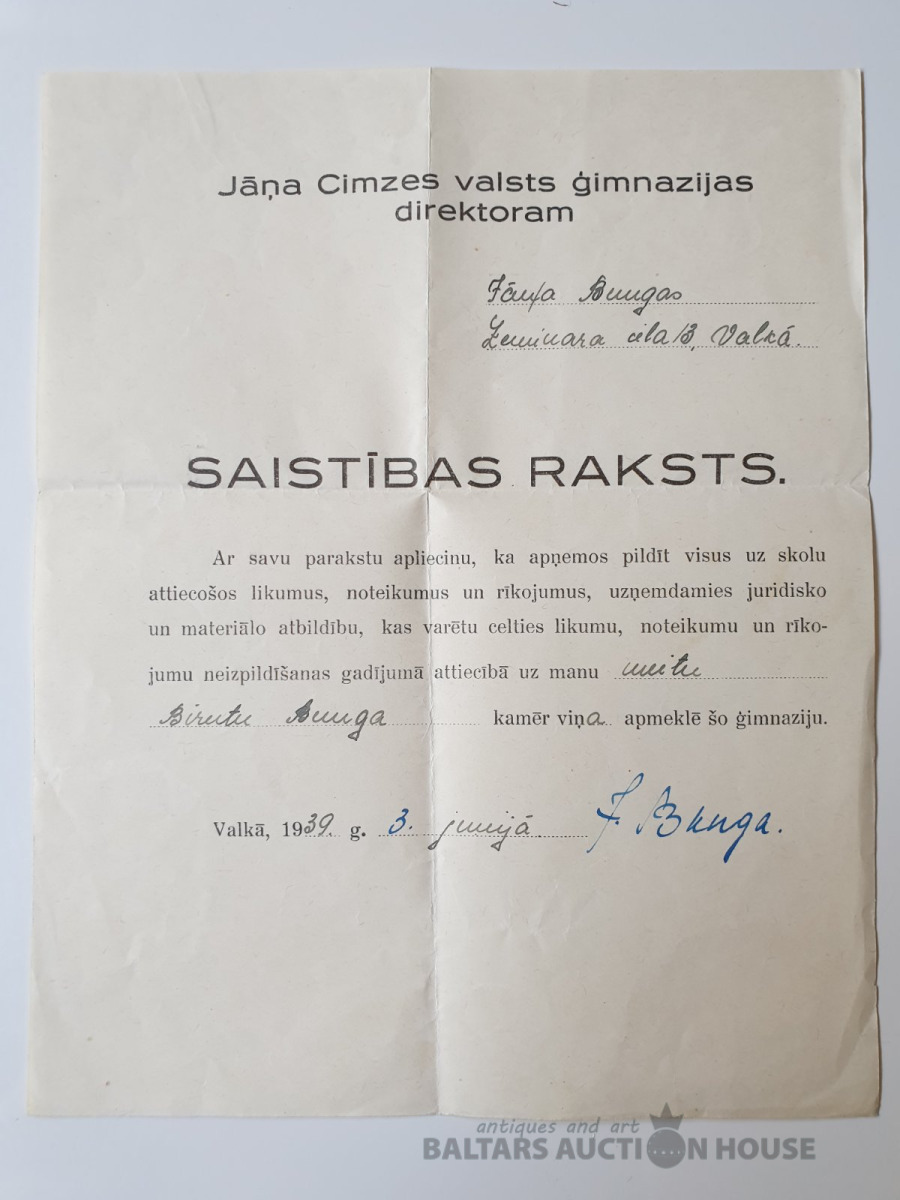 Jāņa Cimzes valsts ģimnazijas
direktoram
Jāņa Bungas
Zeminara iela 13, Valkā.
SAISTĪBAS RAKSTS.
Ar savu parakstu apliecinu, ka apņemos pildīt visus uz skolu
attiecošos likumus, noteikumus un rīkojumus, uzņemdamies juridisko
un materiālo atbildību, kas varētu celties likumu, noteikumu un rīko-
jumu neizpildīšanas gadījumā attiecībā uz manu meitu
Birutu Bunga kamēr viņa apmeklē šo ģimnaziju.
Valkā, 1939. g. 3. junijā. J. Bunga.
antiques and art
BALTARS AUCTION HOUSE